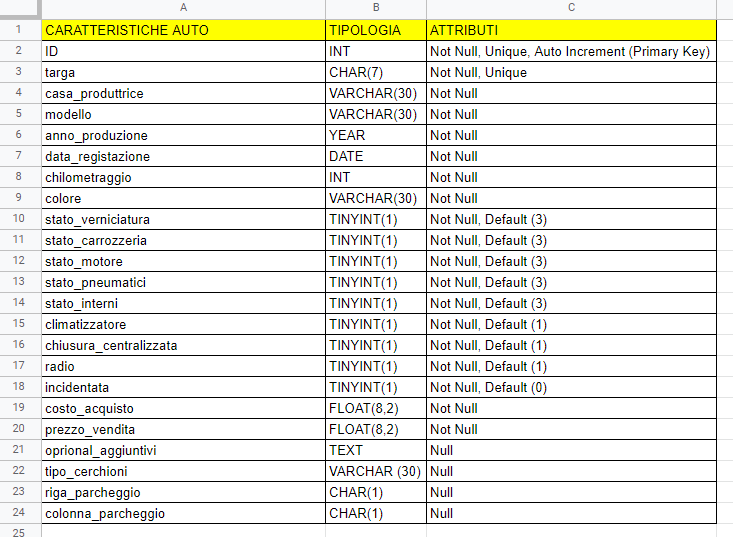 A B C
1 CARATTERISTICHE AUTO TIPOLOGIA ATTRIBUTI
2 ID INT Not Null, Unique, Auto Increment (Primary Key)
3 targa CHAR(7) Not Null, Unique
4 casa_produttrice VARCHAR(30) Not Null
5 modello VARCHAR(30) Not Null
6 anno_produzione YEAR Not Null
7 data_registazione DATE Not Null
8 chilometraggio INT Not Null
9 colore VARCHAR(30) Not Null
10 stato_verniciatura TINYINT(1) Not Null, Default (3)
11 stato_carrozzeria TINYINT(1) Not Null, Default (3)
12 stato_motore TINYINT(1) Not Null, Default (3)
13 stato_pneumatici TINYINT(1) Not Null, Default (3)
14 stato_interni TINYINT(1) Not Null, Default (3)
15 climatizzatore TINYINT(1) Not Null, Default (1)
16 chiusura_centralizzata TINYINT(1) Not Null, Default (1)
17 radio TINYINT(1) Not Null, Default (1)
18 incidentata TINYINT(1) Not Null, Default (0)
19 costo_acquisto FLOAT(8,2) Not Null
20 prezzo_vendita FLOAT(8,2) Not Null
21 oprional_aggiuntivi TEXT Null
22 tipo_cerchioni VARCHAR (30) Null
23 riga_parcheggio CHAR(1) Null
24 colonna_parcheggio CHAR(1) Null
25